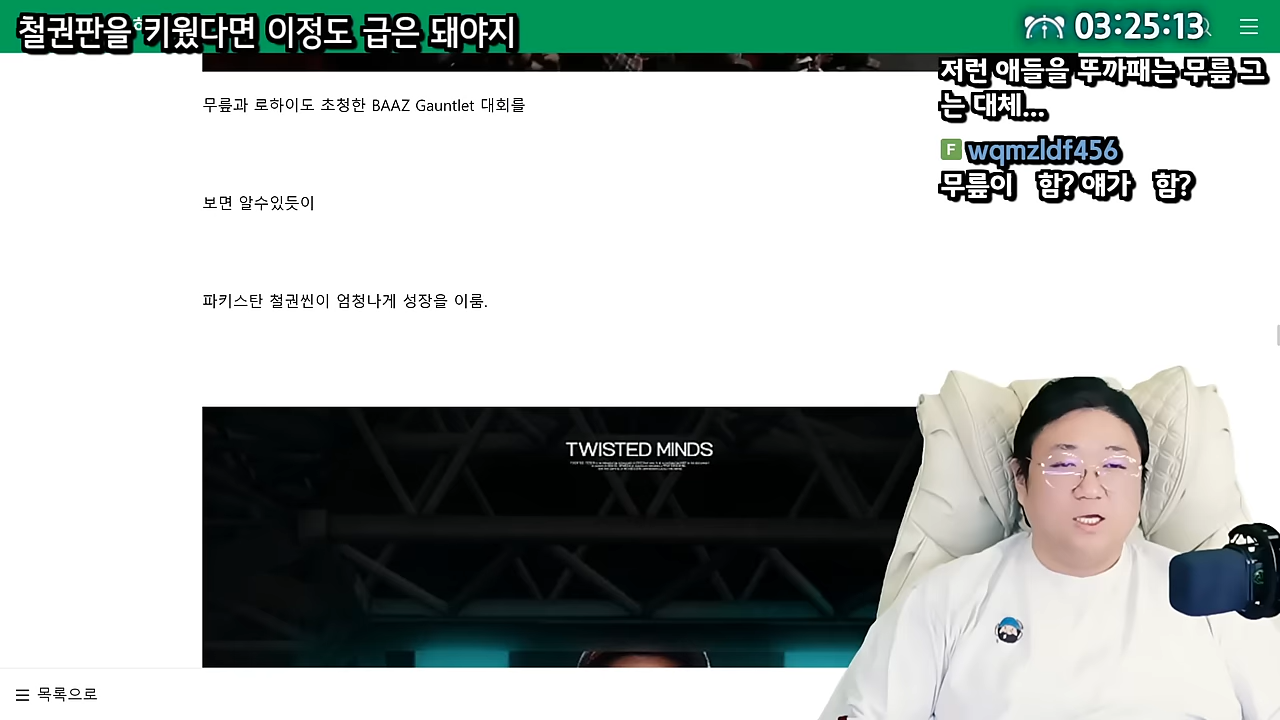 철권판을 키웠다면 이정도 급은 돼야지
03:25:13
저런 애들을 뚜까패는 무릎 그
는 대체...
F wqmzldf456
무릎이 함? 얘가 함?
무릎과 로하이도 초청한 BAAZ Gauntlet 대회를
보면 알수있듯이
파키스탄 철권씬이 엄청나게 성장을 이룸.
TWISTED MINDS
목록으로